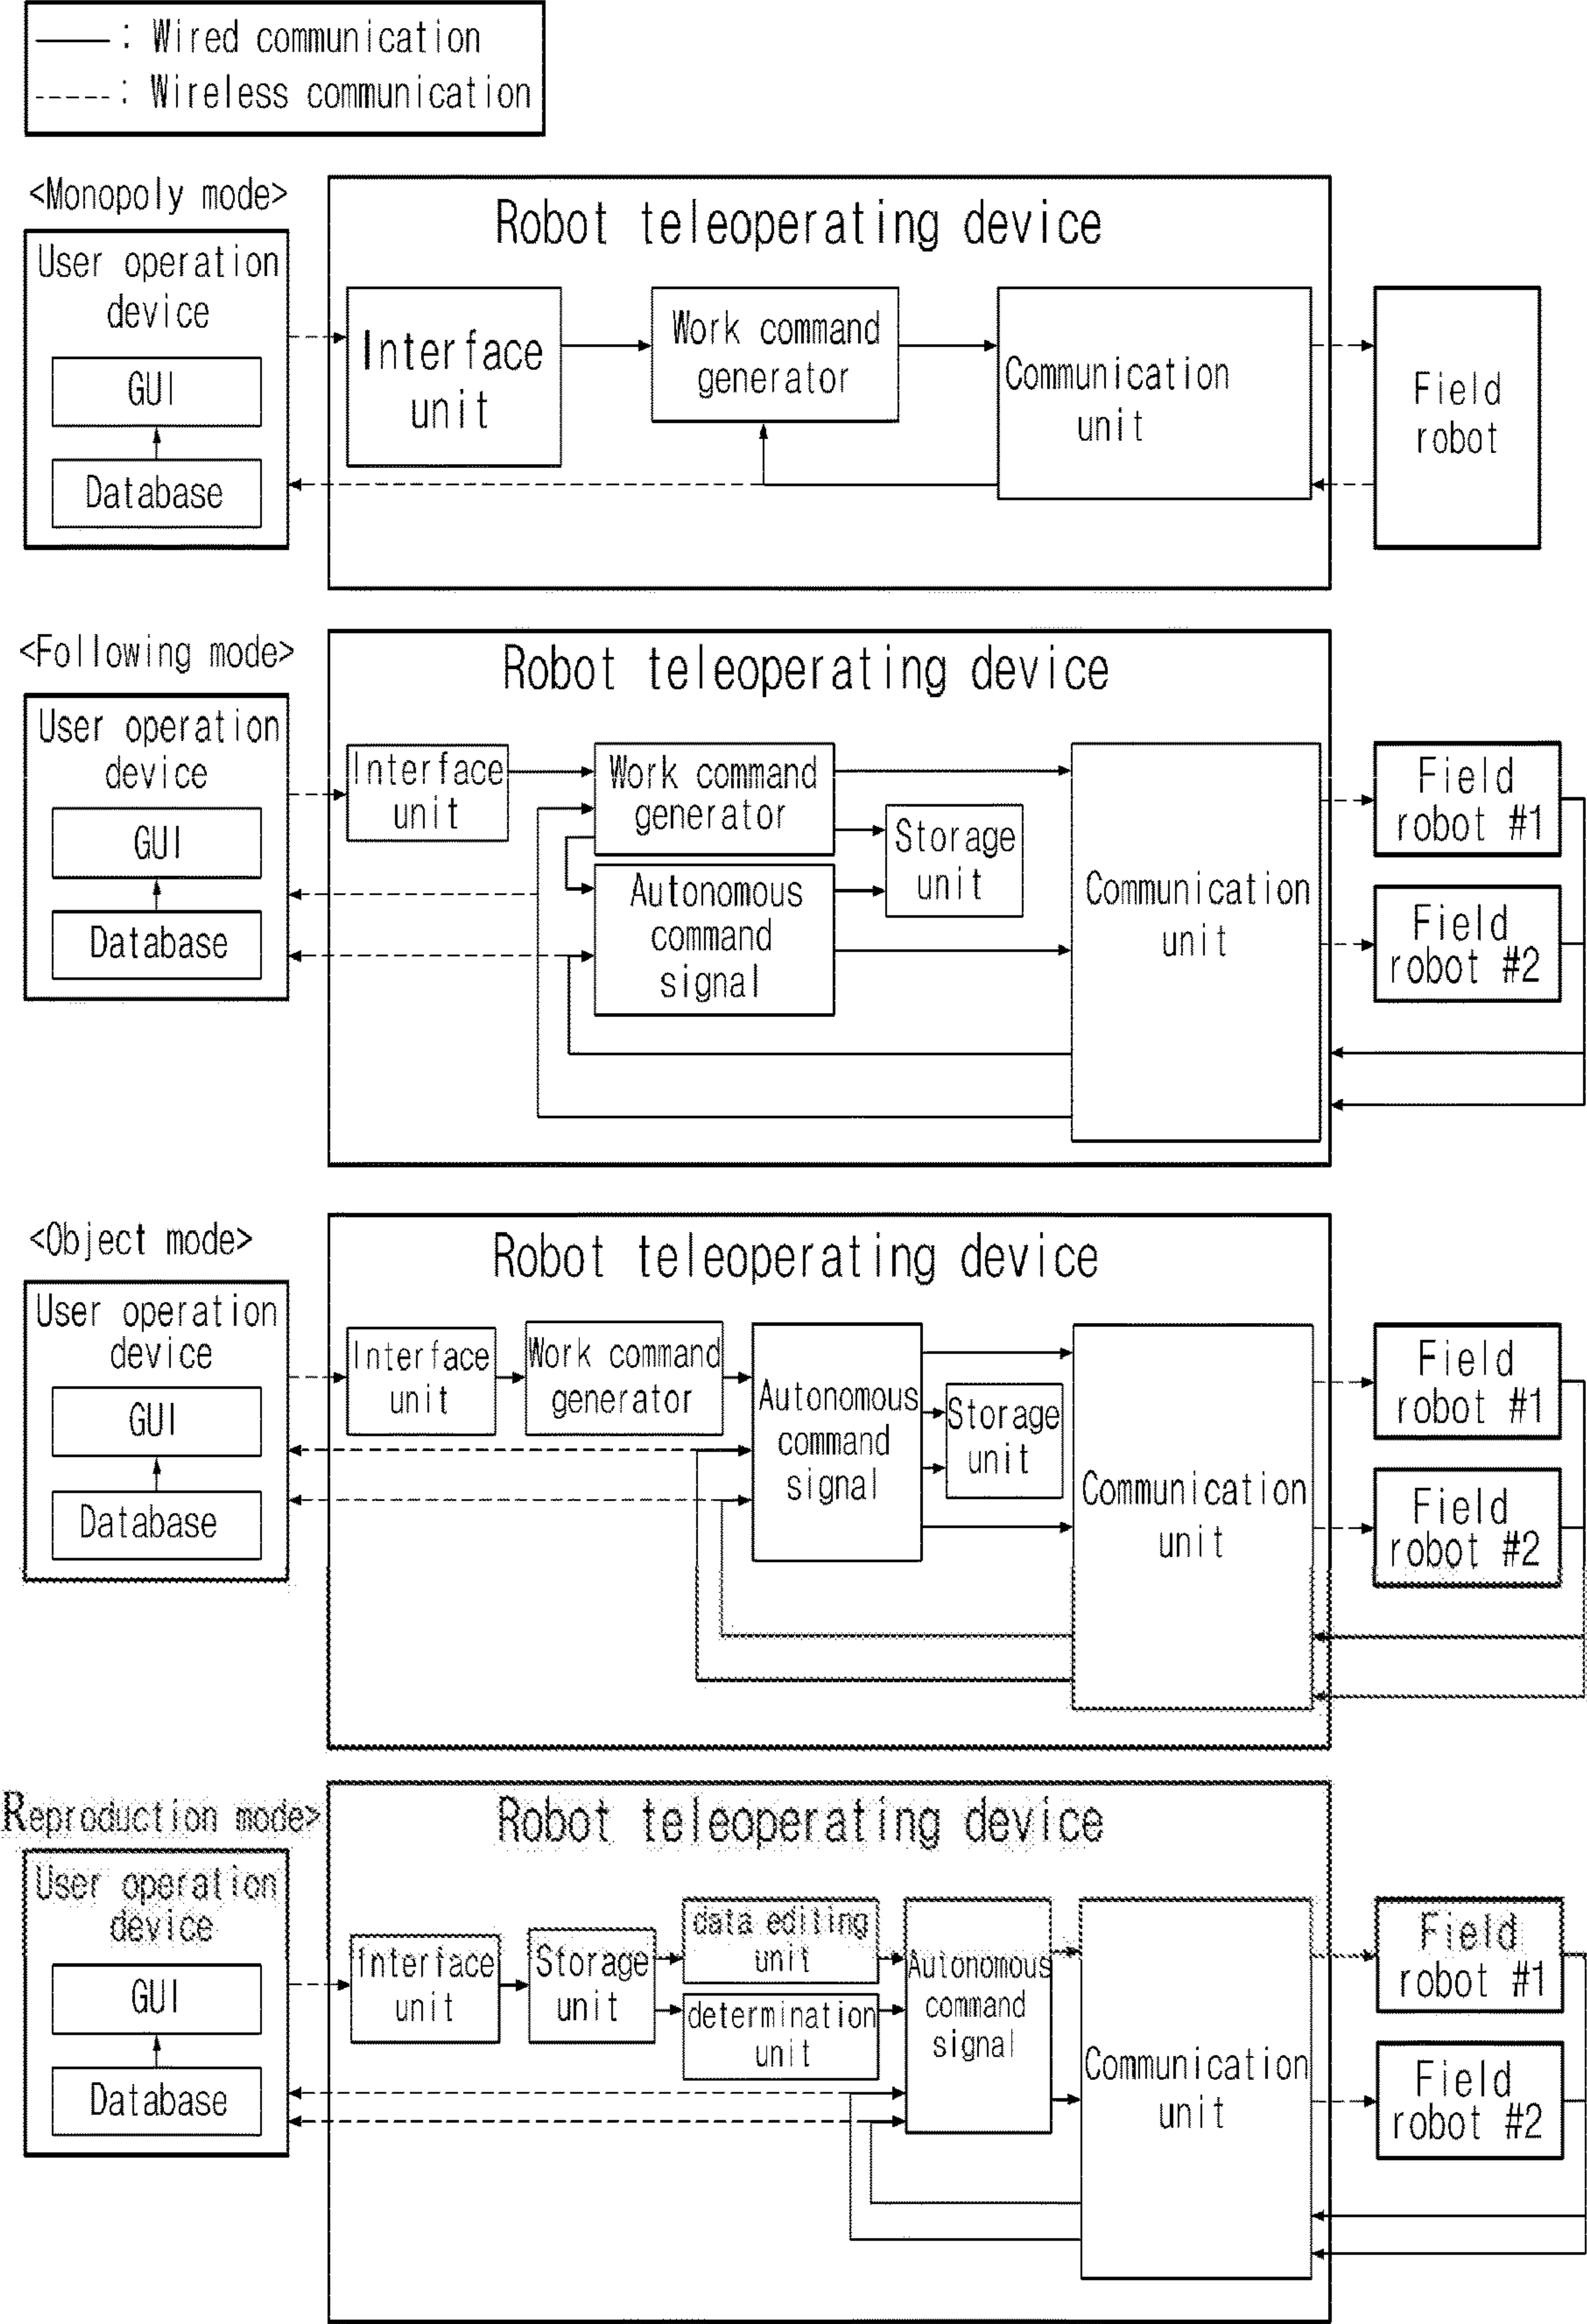 : Wired communication
: Wireless communication
<Monopoly mode>
Robot teleoperating device
User operation
device
GUI
Database
Interface
unit
Work command
generator
Communication
unit
Field
robot
<Following mode>
Robot teleoperating device
User operation
device
GUI
Database
Interface
unit
Work command
generator
Storage
unit
Autonomous
command
signal
Communication
unit
Field
robot #1
Field
robot #2
<Object mode>
Robot teleoperating device
User operation
device
GUI
Database
Interface
unit
Work command
generator
Autonomous
command
signal
Storage
unit
Communication
unit
Field
robot #1
Field
robot #2
Reproduction mode>
Robot teleoperating device
User operation
device
GUI
Database
Interface
unit
Storage
unit
data editing
unit
determination
unit
Autonomous
command
signal
Communication
unit
Field
robot #1
Field
robot #2